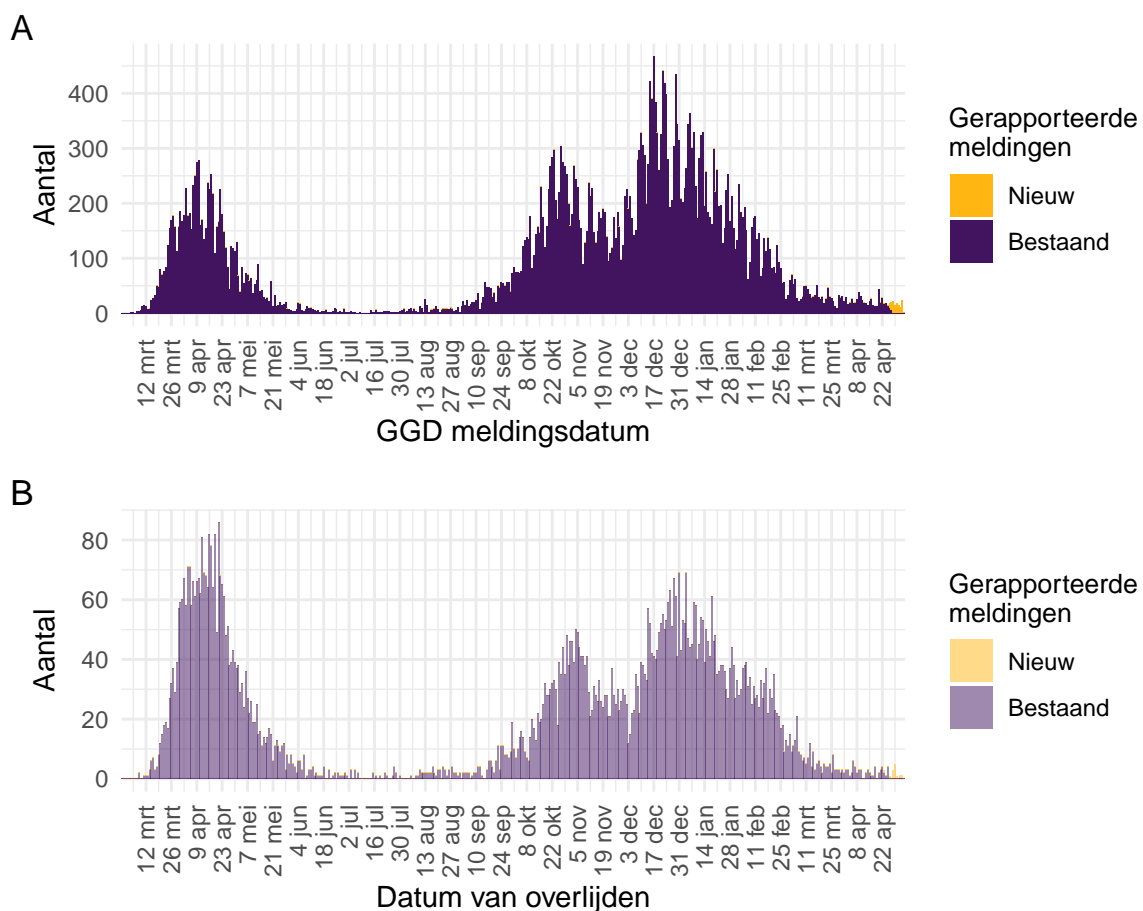 A
Aantal
400
300
200
100
0
12 mrt
26 mrt
9 apr
23 apr
7 mei
21 mei
4 jun
18 jun
2 jul
16 jul
30 jul
13 aug
27 aug
10 sep
24 sep
8 okt
22 okt
5 nov
19 nov
3 dec
17 dec
31 dec
14 jan
28 jan
11 feb
25 feb
11 mrt
25 mrt
8 apr
22 apr
GGD meldingsdatum
Gerapporteerde
meldingen
Nieuw
Bestaand
B
Aantal
80
60
40
20
0
12 mrt
26 mrt
9 apr
23 apr
7 mei
21 mei
4 jun
18 jun
2 jul
16 jul
30 jul
13 aug
27 aug
10 sep
24 sep
8 okt
22 okt
5 nov
19 nov
3 dec
17 dec
31 dec
14 jan
28 jan
11 feb
25 feb
11 mrt
25 mrt
8 apr
22 apr
Datum van overlijden
Gerapporteerde
meldingen
Nieuw
Bestaand